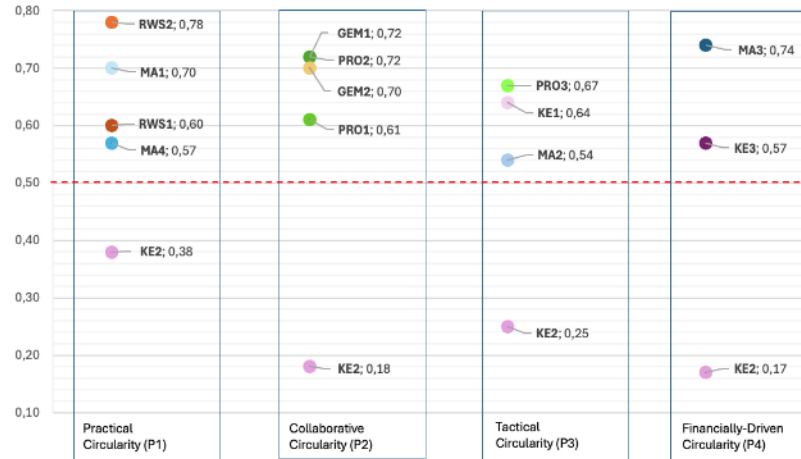 0,80
0,70
0,60
0,50
0,40
0,30
0,20
0,10
RWS2; 0,78
MA1; 0,70
RWS1; 0,60
MA4; 0,57
KE2; 0,38
GEM1; 0,72
PRO2; 0,72
GEM2; 0,70
PRO1; 0,61
KE2; 0,18
PRO3; 0,67
KE1; 0,64
MA2; 0,54
KE2; 0,25
MA3; 0,74
KE3; 0,57
KE2; 0,17
Practical
Circularity (P1)
Collaborative
Circularity (P2)
Tactical
Circularity (P3)
Financially-Driven
Circularity (P4)